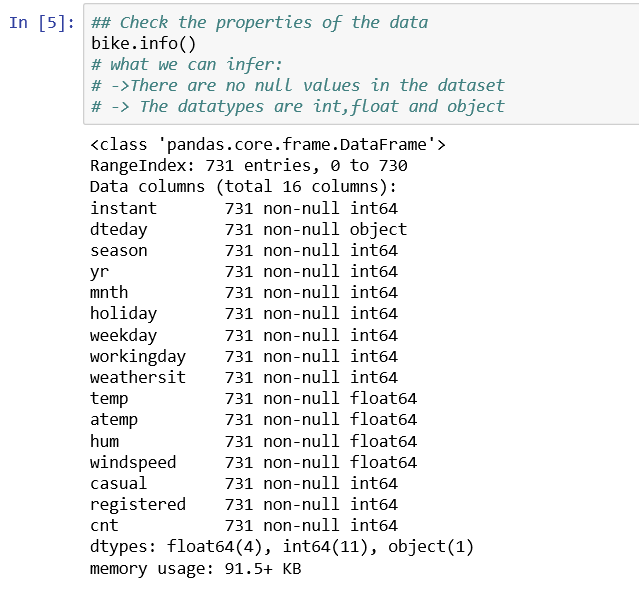 In [5]: ## Check the properties of the data
bike.info()
# what we can infer:
# ->There are no null values in the dataset
# -> The datatypes are int,float and object
<class 'pandas.core.frame.DataFrame'>
RangeIndex: 731 entries, 0 to 730
Data columns (total 16 columns):
instant       731 non-null int64
dteday        731 non-null object
season        731 non-null int64
yr            731 non-null int64
mnth          731 non-null int64
holiday       731 non-null int64
weekday       731 non-null int64
workingday    731 non-null int64
weathersit    731 non-null int64
temp          731 non-null float64
atemp         731 non-null float64
hum           731 non-null float64
windspeed     731 non-null float64
casual        731 non-null int64
registered    731 non-null int64
cnt           731 non-null int64
dtypes: float64(4), int64(11), object(1)
memory usage: 91.5+ KB